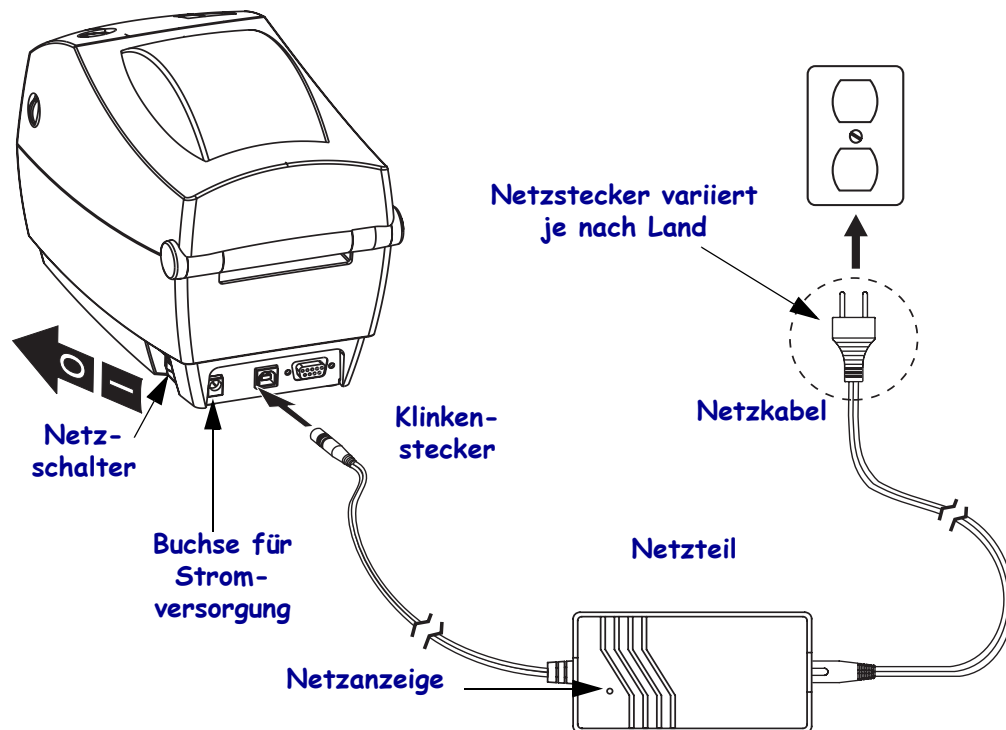 Netzstecker variiert
je nach Land
Netzkabel
Klinken-
stecker
O I
Netz-
schalter
Buchse für
Strom-
versorgung
Netzteil
Netzanzeige